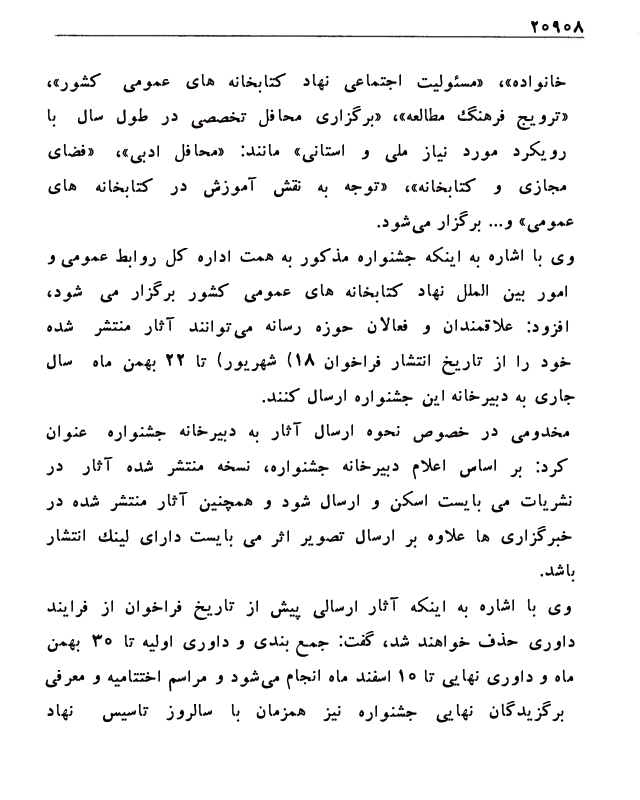 ۲۰۹۰۸
خانواده»، «مسئولیت اجتماعی نهاد کتابخانه های عمومی کشور»،
«ترویج فرهنگ مطالعه»، «برگزاری محافل تخصصی در طول سال با
رویکرد مورد نیاز ملی و استانی» مانند: «محافل ادبی»، «فضای
مجازی و کتابخانه»، «توجه به نقش آموزش در کتابخانه های
عمومی» و... برگزار می‌شود.
وی با اشاره به اینکه جشنواره مذکور به همت اداره کل روابط عمومی و
امور بین الملل نهاد کتابخانه های عمومی کشور برگزار می شود،
افزود: علاقمندان و فعالان حوزه رسانه می‌توانند آثار منتشر شده
خود را از تاریخ انتشار فراخوان ۱۸) شهریور) تا ۲۲ بهمن ماه سال
جاری به دبیرخانه این جشنواره ارسال کنند.
مخدومی در خصوص نحوه ارسال آثار به دبیرخانه جشنواره عنوان
کرد: بر اساس اعلام دبیرخانه جشنواره، نسخه منتشر شده آثار در
نشریات می بایست اسکن و ارسال شود و همچنین آثار منتشر شده در
خبرگزاری ها علاوه بر ارسال تصویر اثر می بایست دارای لینک انتشار
باشد.
وی با اشاره به اینکه آثار ارسالی پیش از تاریخ فراخوان از فرایند
داوری حذف خواهند شد، گفت: جمع بندی و داوری اولیه تا ۳۰ بهمن
ماه و داوری نهایی تا ۱۰ اسفند ماه انجام می‌شود و مراسم اختتامیه و معرفی
برگزیدگان نهایی جشنواره نیز همزمان با سالروز تاسیس نهاد